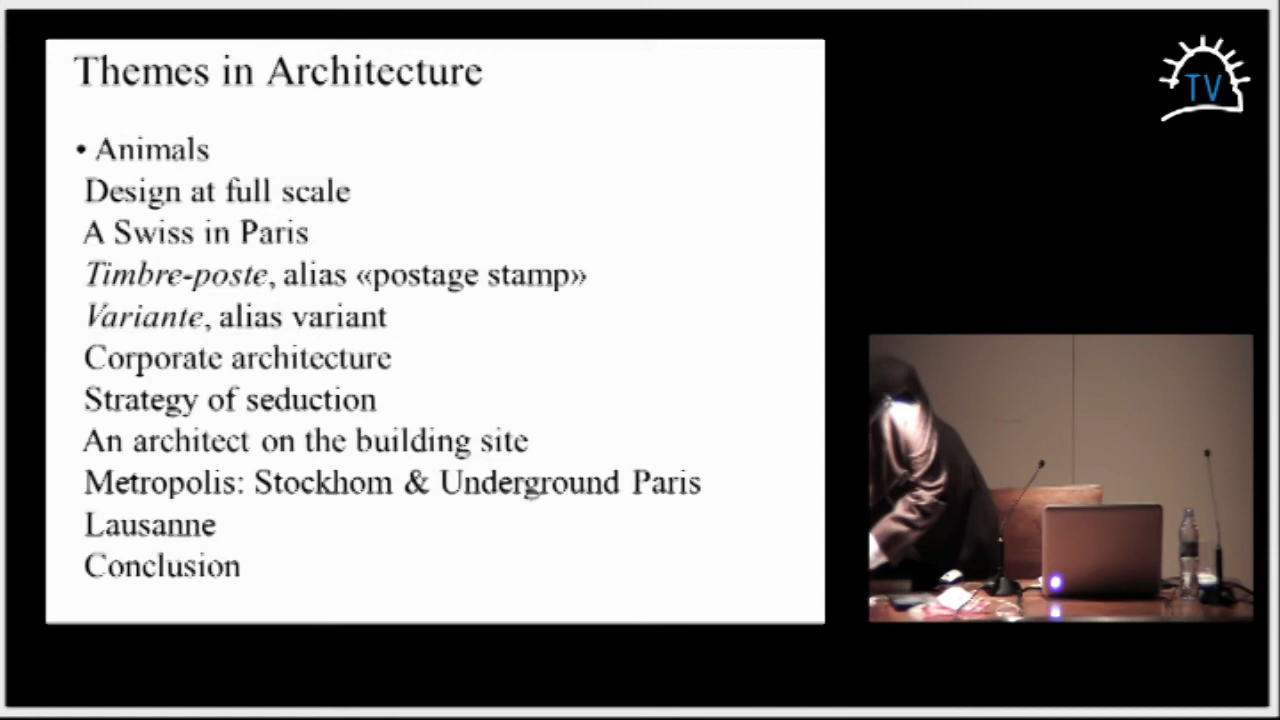 Themes in Architecture
• Animals
Design at full scale
A Swiss in Paris
Timbre-poste, alias «postage stamp»
Variante, alias variant
Corporate architecture
Strategy of seduction
An architect on the building site
Metropolis: Stockhom & Underground Paris
Lausanne
Conclusion
TV